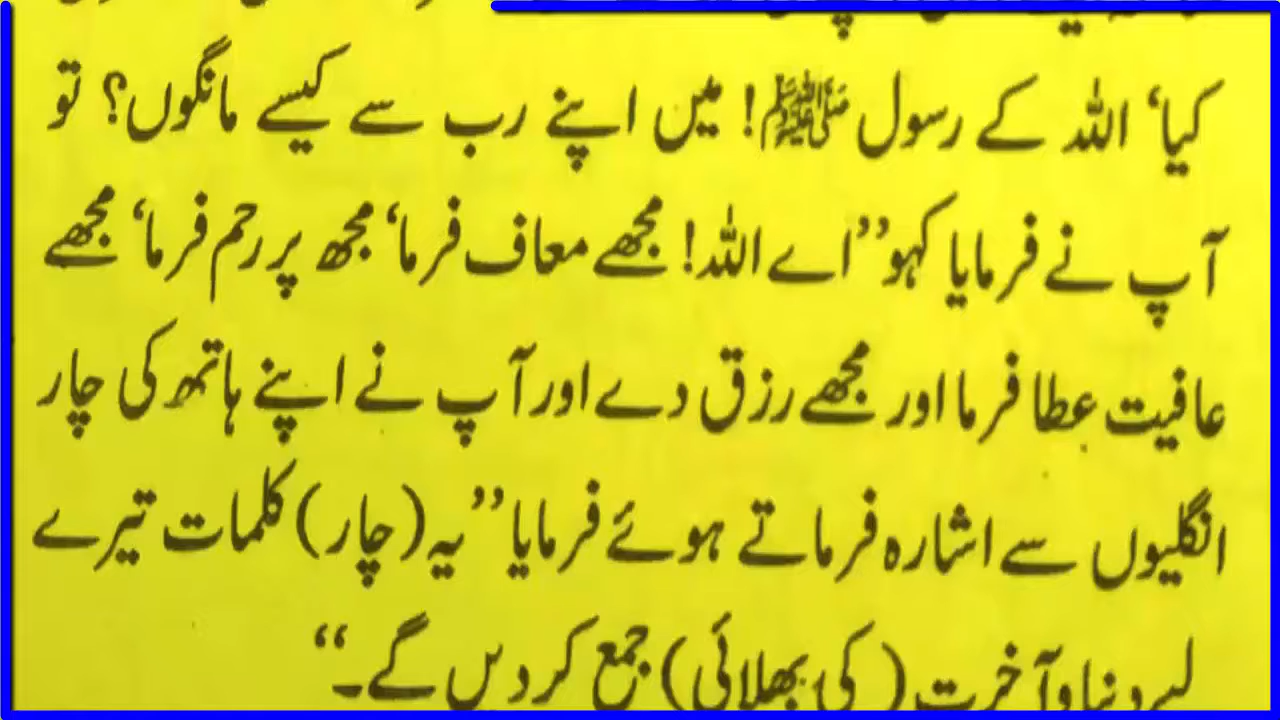 کیا‘ اللہ کے رسول ﷺ! میں اپنے رب سے کیسے مانگوں؟ تو
آپ نے فرمایا کہو’’اے اللہ! مجھے معاف فرما‘ مجھ پر رحم فرما‘ مجھے
عافیت عطا فرما اور مجھے رزق دے اور آپ نے اپنے ہاتھ کی چار
انگلیوں سے اشارہ فرماتے ہوئے فرمایا ’’یہ (چار) کلمات تیرے
لیے دنیا و آخرت (کی بھلائی) جمع کر دیں گے۔‘‘